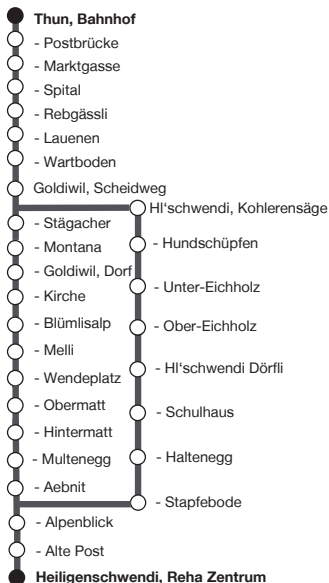 Thun, Bahnhof
- Postbrücke
- Marktgasse
- Spital
- Rebgässli
- Lauenen
- Wartboden
Goldiwil, Scheidweg
- Stägacher
- Montana
- Goldiwil, Dorf
- Kirche
- Blümlisalp
- Melli
- Wendeplatz
- Obermatt
- Hintermatt
- Multenegg
- Aebnit
Hl'schwendi, Kohlerensäge
- Hundschüpfen
- Unter-Eichholz
- Ober-Eichholz
- Hl'schwendi Dörfli
- Schulhaus
- Haltenegg
- Stapfebode
- Alpenblick
- Alte Post
Heiligenschwendi, Reha Zentrum